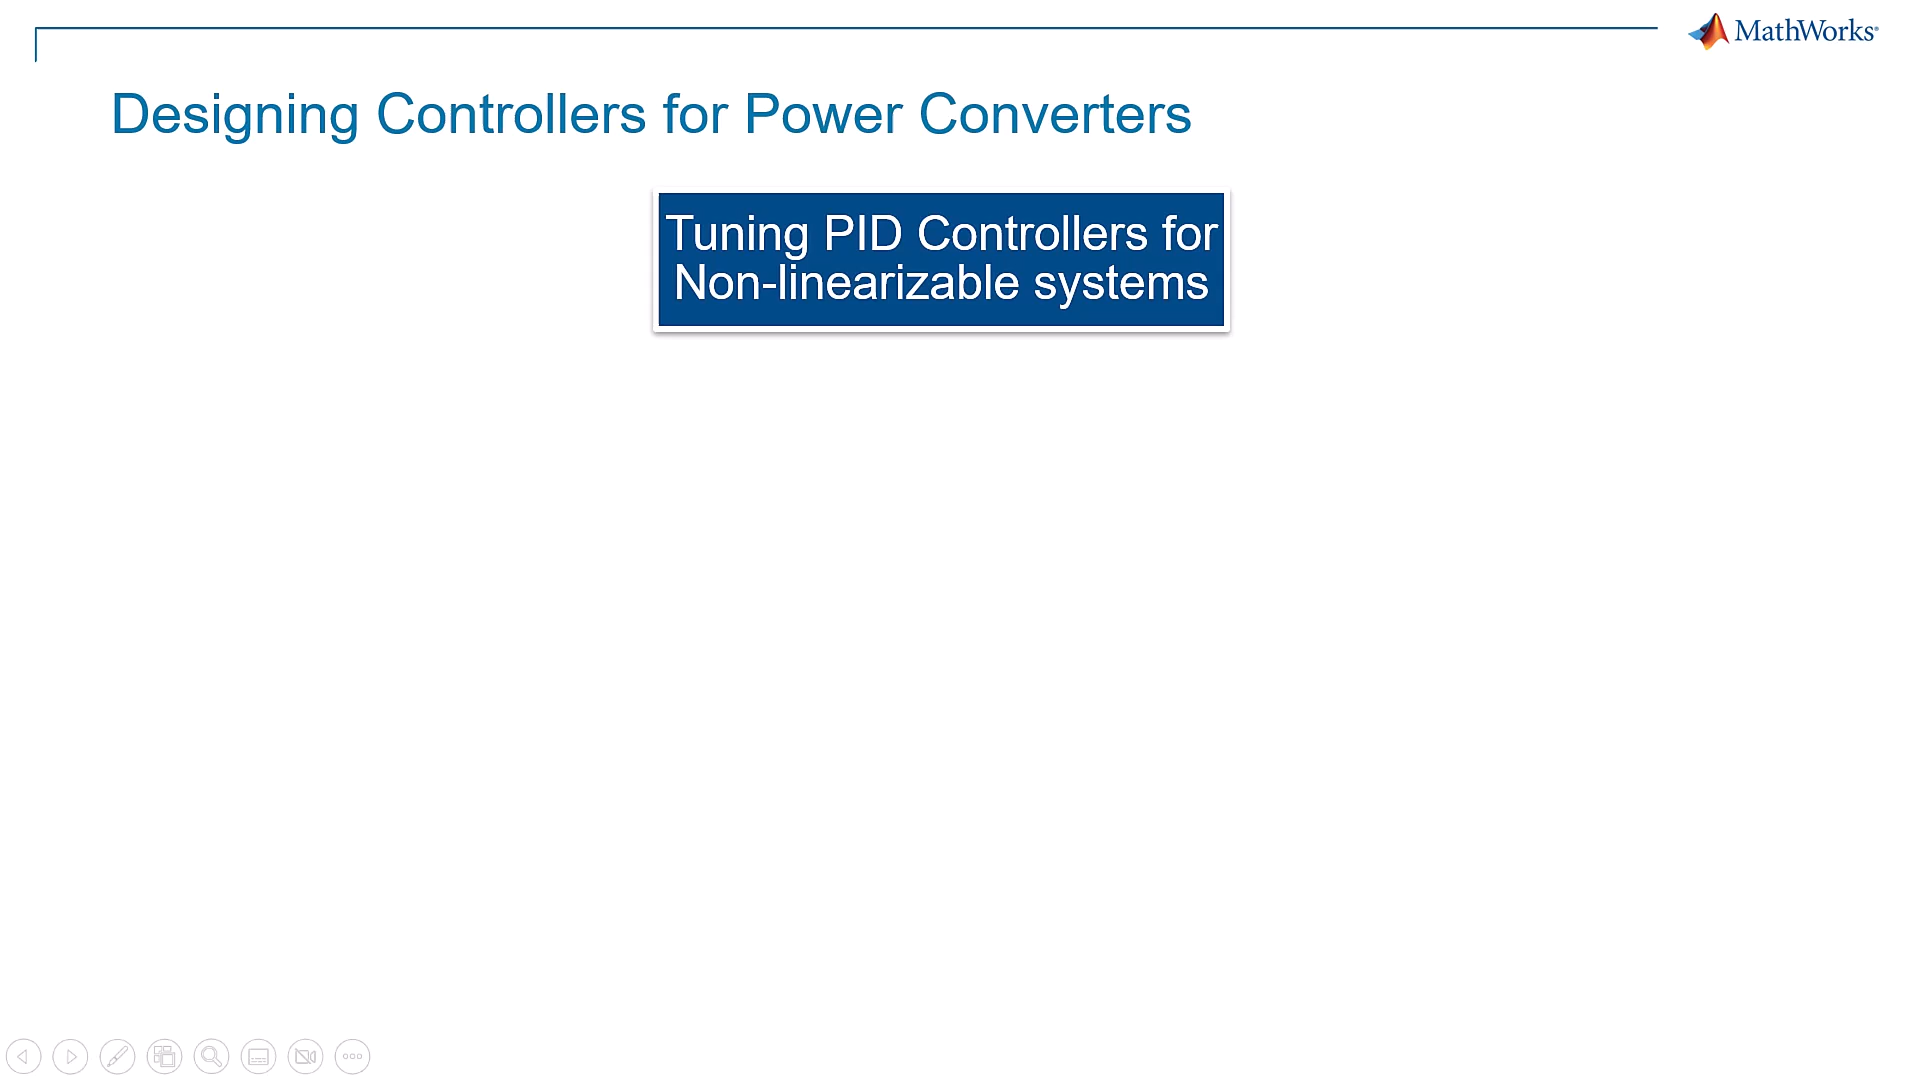 MathWorks®
Designing Controllers for Power Converters
Tuning PID Controllers for
Non-linearizable systems